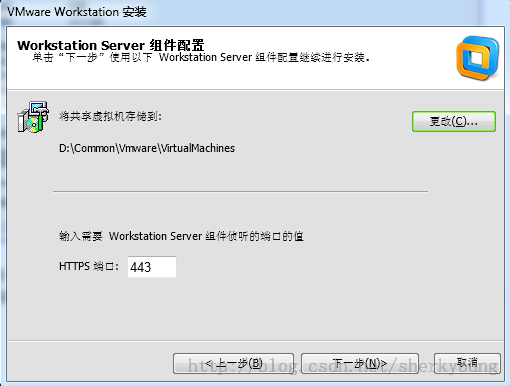 VMware Workstation 安装
Workstation Server 组件配置
单击“下一步”使用以下 Workstation Server 组件配置继续进行安装.
将共享虚拟机存储到:
更改(C)...
D:\Common\Vmware\VirtualMachines
输入需要 Workstation Server 组件侦听的端口的值
HTTPS 端口: 443
< 上一步(B) 下一步(N)> 取消
http://blog.csdn.net/sherkyoung